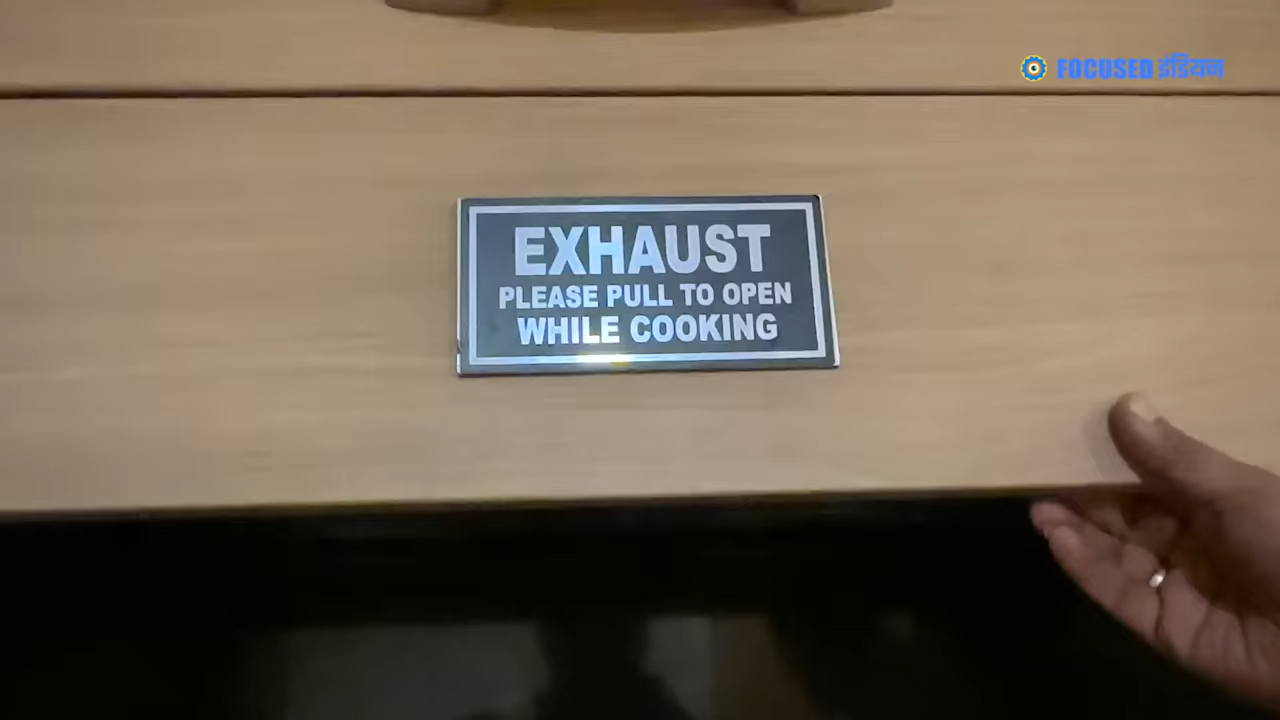 FOCUSED इंडियन
EXHAUST
PLEASE PULL TO OPEN
WHILE COOKING